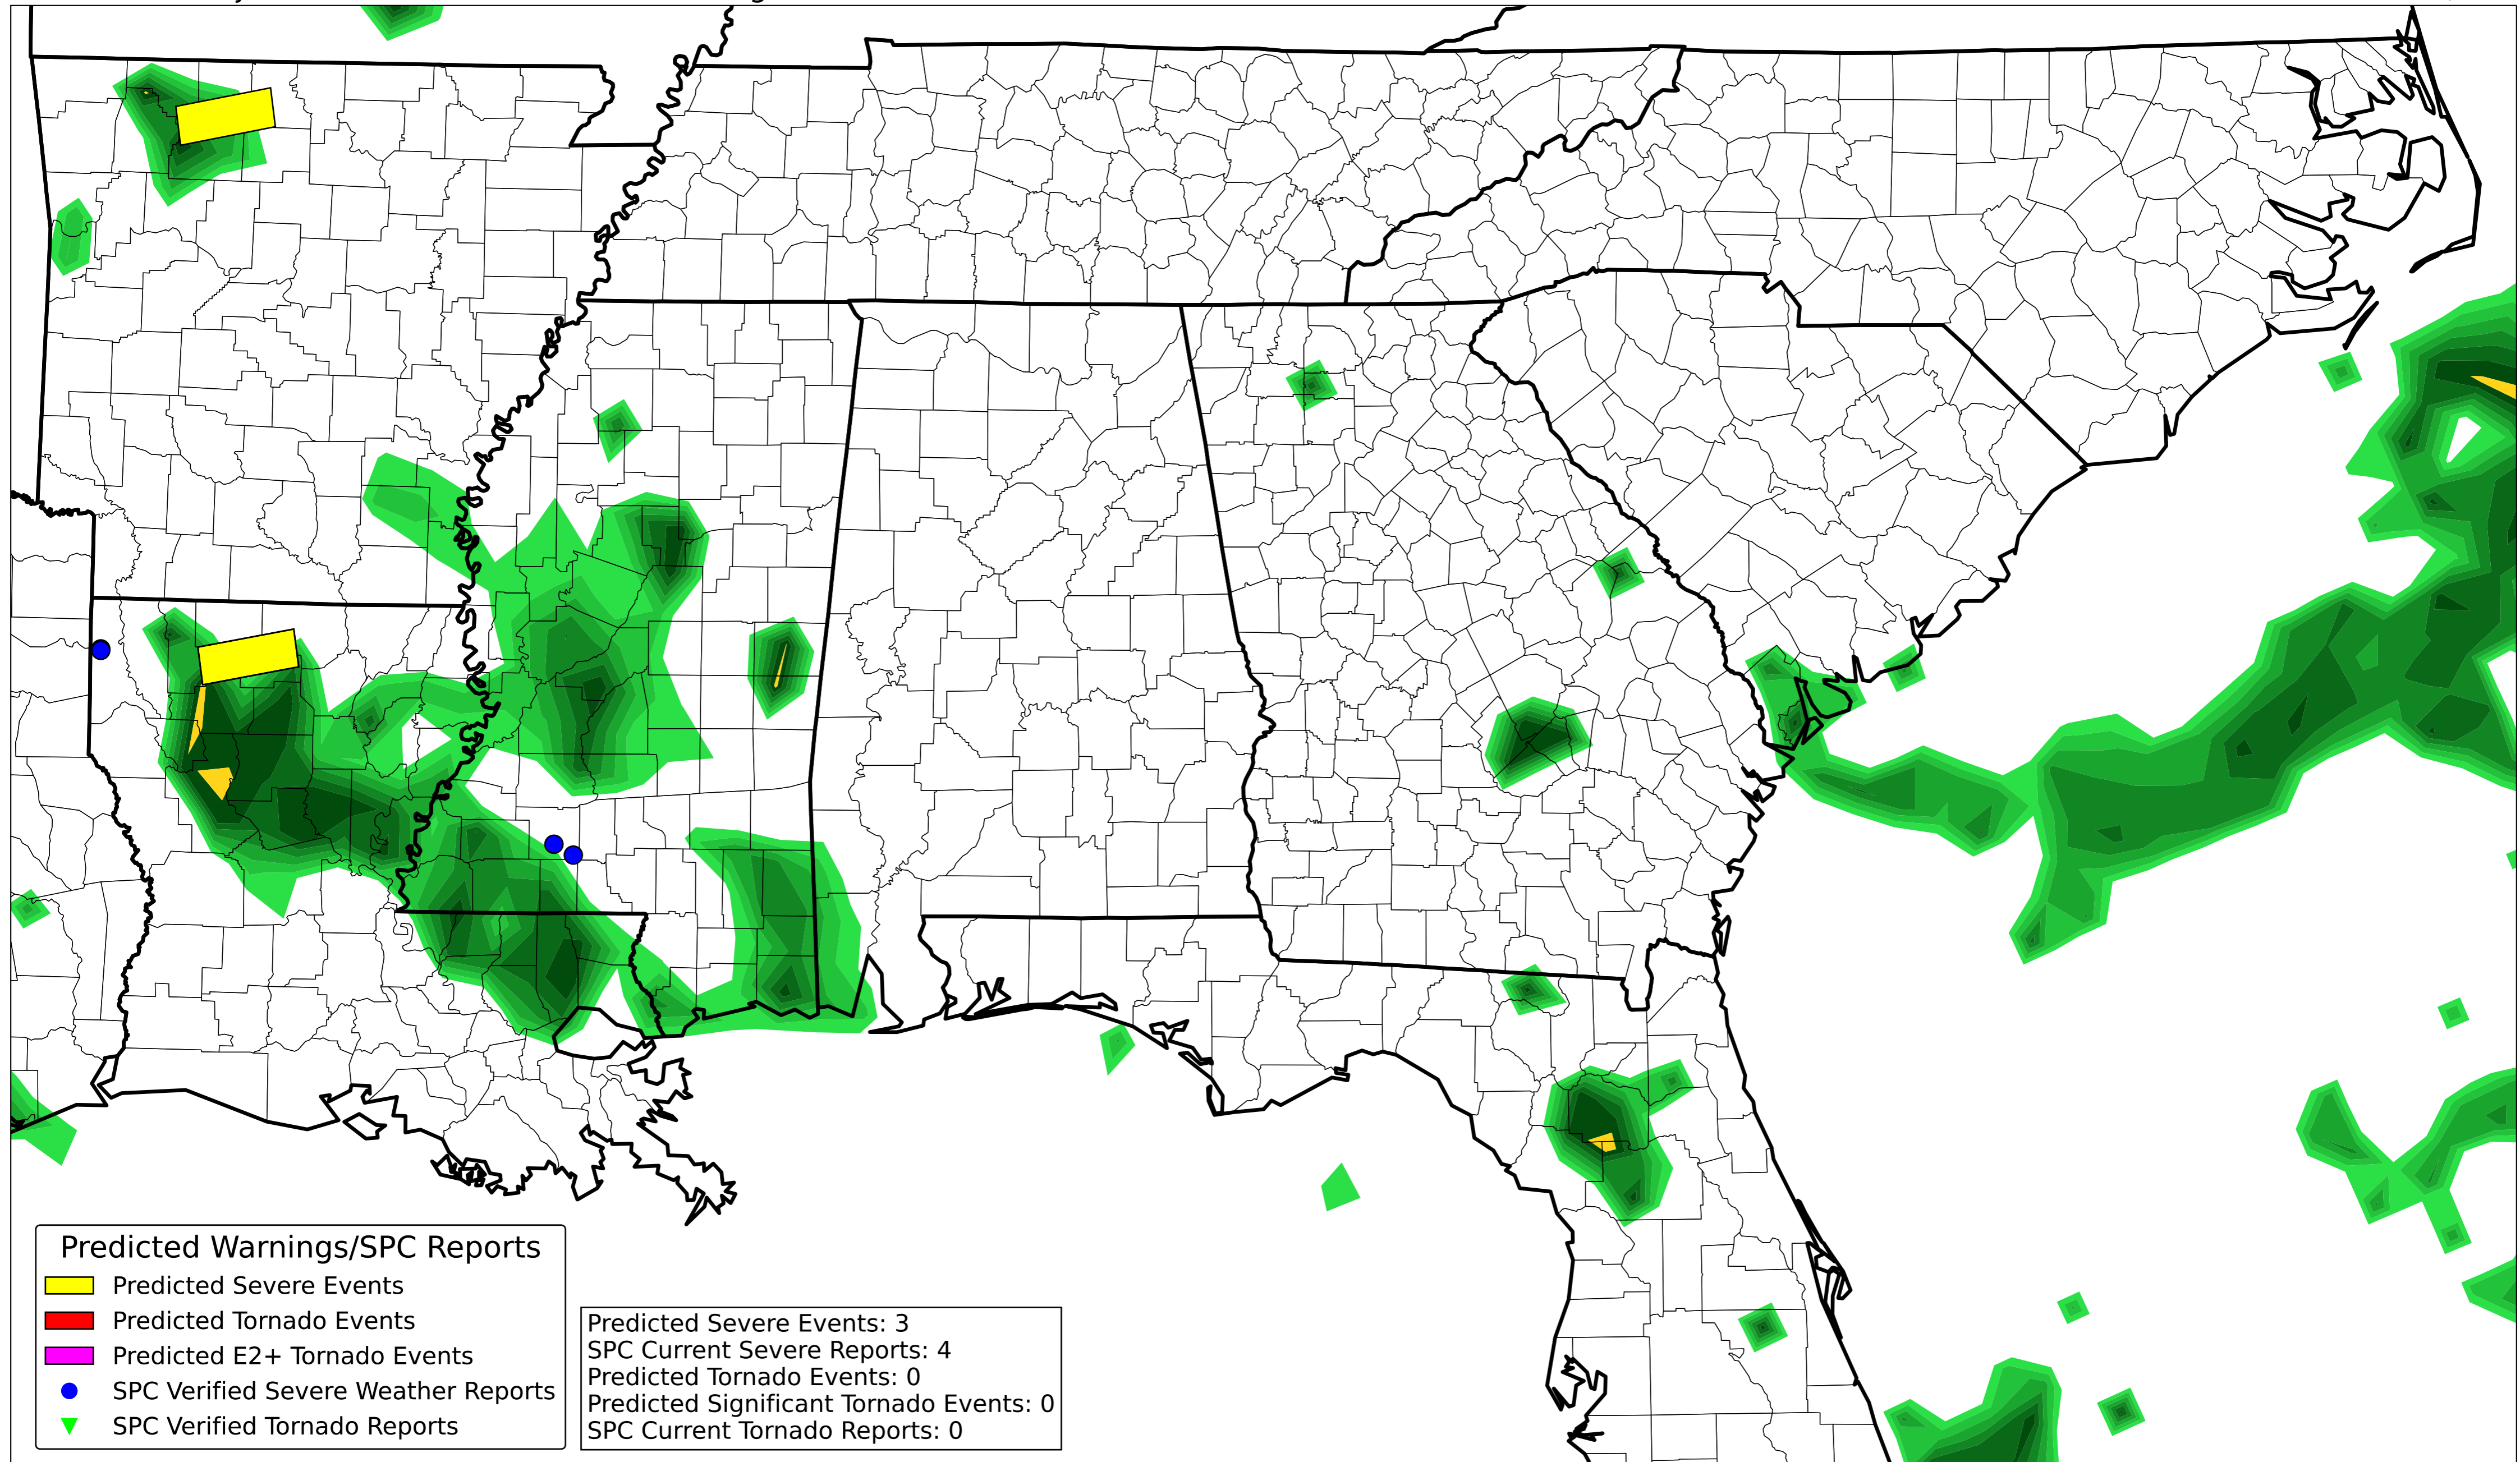 Predicted Warnings/SPC Reports
Predicted Severe Events
Predicted Tornado Events
Predicted E2+ Tornado Events
SPC Verified Severe Weather Reports
SPC Verified Tornado Reports
Predicted Severe Events: 3
SPC Current Severe Reports: 4
Predicted Tornado Events: 0
Predicted Significant Tornado Events: 0
SPC Current Tornado Reports: 0